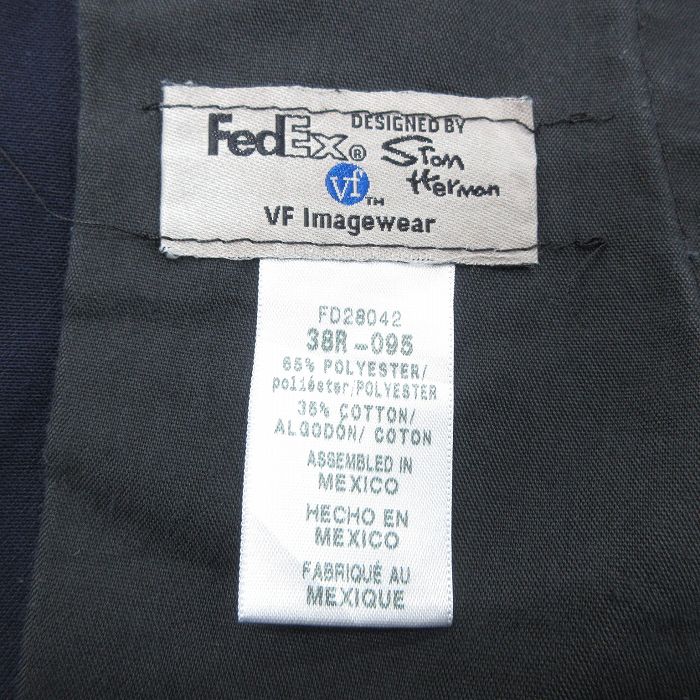 FedEx® DESIGNED BY
Stan Herman
vf™
VF Imagewear
FD28042
38R-095
65% POLYESTER/
poliéster/POLYESTER
35% COTTON/
ALGODÓN/ COTON
ASSEMBLED IN
MEXICO
HECHO EN
MEXICO
FABRIQUÉ AU
MEXIQUE